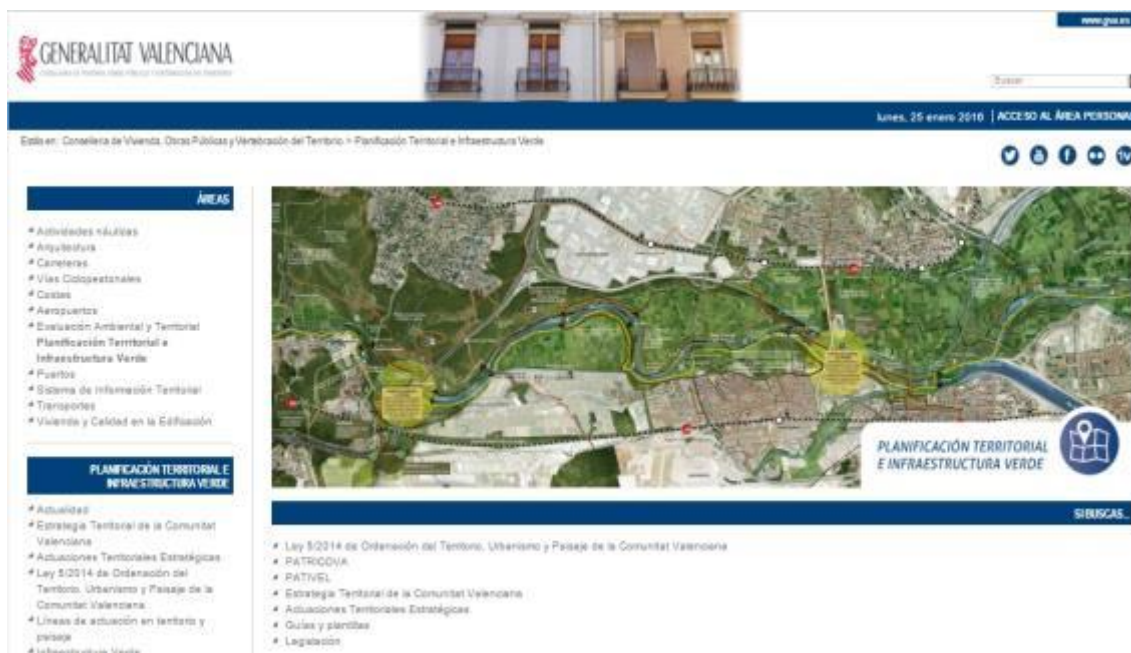 www.gva.es
GENERALITAT VALENCIANA
Buscar
lunes, 25 enero 2016 | ACCESO AL ÁREA PERSONAL
Estás en: Conselleria de Vivienda, Obras Públicas y Vertebración del Territorio > Planificación Territorial e Infraestructura Verde
ÁREAS
Actividades náuticas
Arquitectura
Carreteras
Vías Ciclopeatonales
Costas
Aeropuertos
Evaluación Ambiental y Territorial
Planificación Territorial e
Infraestructura Verde
Puertos
Sistema de Información Territorial
Transportes
Vivienda y Calidad en la Edificación
PLANIFICACIÓN TERRITORIAL E
INFRAESTRUCTURA VERDE
Actualidad
Estrategia Territorial de la Comunitat
Valenciana
Actuaciones Territoriales Estratégicas
Ley 5/2014 de Ordenación del
Territorio, Urbanismo y Paisaje de la
Comunitat Valenciana
Líneas de actuación en territorio y
paisaje
Infraestructura Verde
PLANIFICACIÓN TERRITORIAL
E INFRAESTRUCTURA VERDE
SI BUSCAS...
Ley 5/2014 de Ordenación del Territorio, Urbanismo y Paisaje de la Comunitat Valenciana
PATRICOVA
PATIVEL
Estrategia Territorial de la Comunitat Valenciana
Actuaciones Territoriales Estratégicas
Guías y plantillas
Legislación